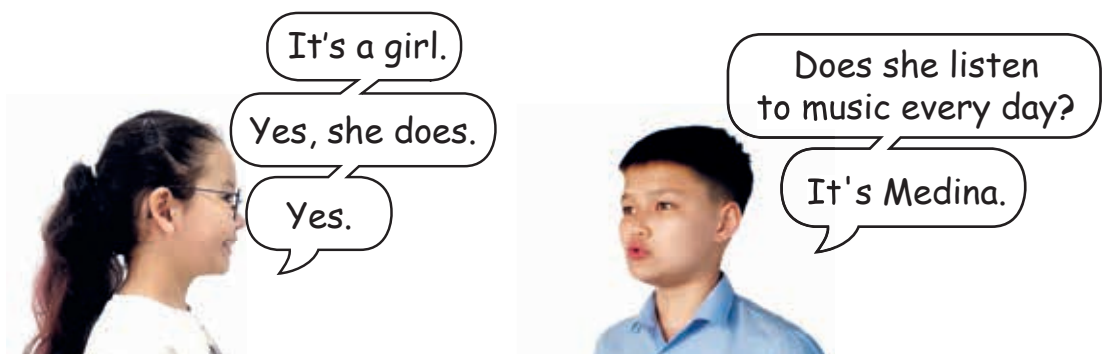 It's a girl.
Yes, she does.
Yes.
Does she listen
to music every day?
It's Medina.